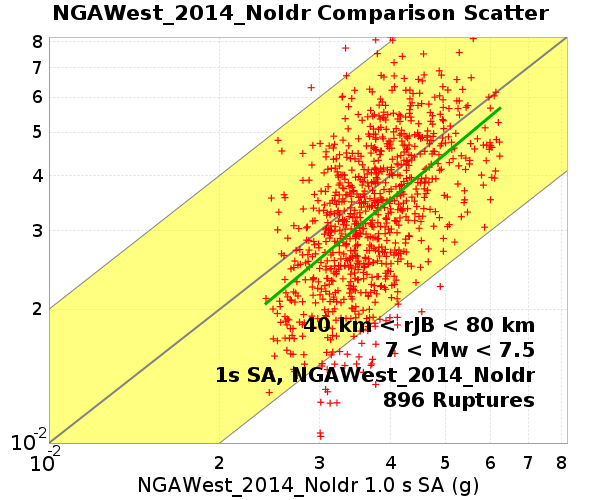 NGAWest_2014_NoIdr Comparison Scatter
8
7
6
5
4
3
2
10-2
40 km < rJB < 80 km
7 < Mw < 7.5
1s SA, NGAWest_2014_NoIdr
896 Ruptures
10-2 2 3 4 5 6 7 8
NGAWest_2014_NoIdr 1.0 s SA (g)